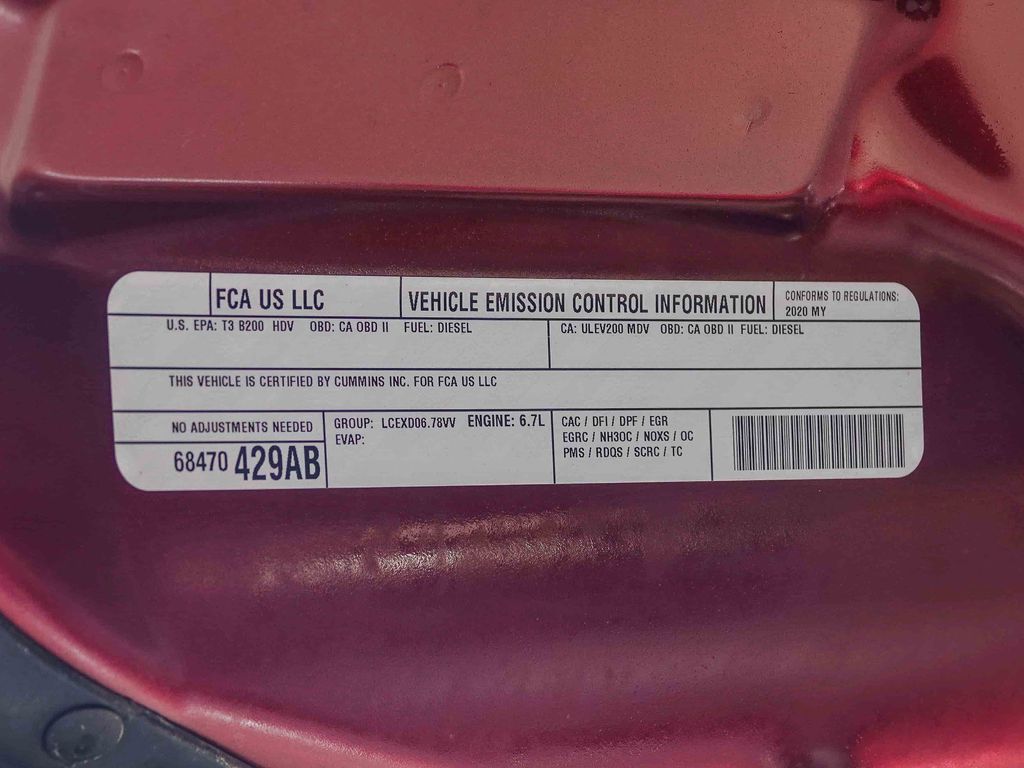 FCA US LLC
VEHICLE EMISSION CONTROL INFORMATION
CONFORMS TO REGULATIONS:
2020 MY
U.S. EPA: T3 B200 HDV OBD: CA OBD II FUEL: DIESEL
CA: ULEV200 MDV OBD: CA OBD II FUEL: DIESEL
THIS VEHICLE IS CERTIFIED BY CUMMINS INC. FOR FCA US LLC
NO ADJUSTMENTS NEEDED
68470 429AB
GROUP: LCEXD06.78VV ENGINE: 6.7L
EVAP:
CAC / DFI / DPF / EGR
EGRC / NH3OC / NOXS / OC
PMS / RDQS / SCRC / TC